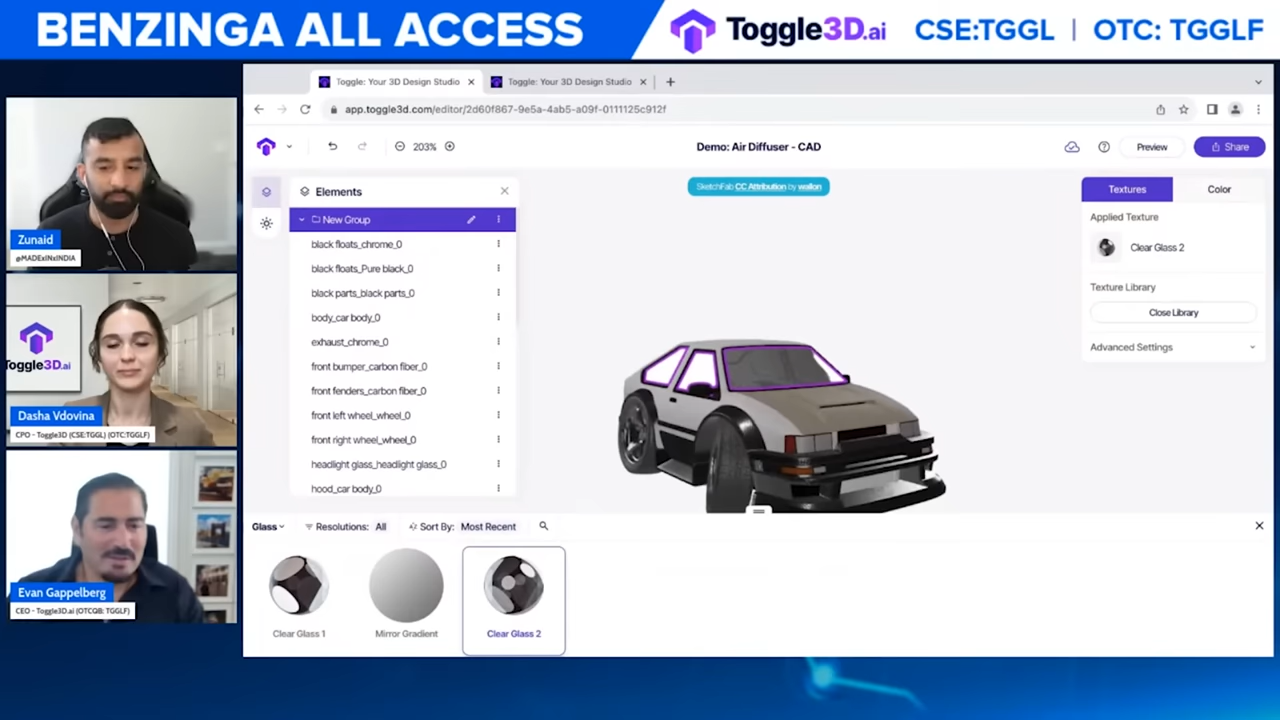 BENZINGA ALL ACCESS
Toggle3D.ai
CSE:TGGL | OTC: TGGLF
Zunaid
@MADExINxINDIA
Toggle3D.ai
Dasha Vdovina
CPO - Toggle3D (CSE:TGGL) (OTC:TGGLF)
Evan Gappelberg
CEO - Toggle3D.ai (OTCQB: TGGLF)
Toggle: Your 3D Design Studio
Toggle: Your 3D Design Studio
app.toggle3d.com/editor/2d60f867-9e5a-4ab5-a09f-0111125c912f
203%
Demo: Air Diffuser - CAD
Preview
Share
Elements
New Group
black floats_chrome_0
black floats_Pure black_0
black parts_black parts_0
body_car body_0
exhaust_chrome_0
front bumper_carbon fiber_0
front fenders_carbon fiber_0
front left wheel_wheel_0
front right wheel_wheel_0
headlight glass_headlight glass_0
hood_car body_0
SketchFab CC Attribution by wallon
Textures
Color
Applied Texture
Clear Glass 2
Texture Library
Close Library
Advanced Settings
Glass
Resolutions: All
Sort By: Most Recent
Clear Glass 1
Mirror Gradient
Clear Glass 2